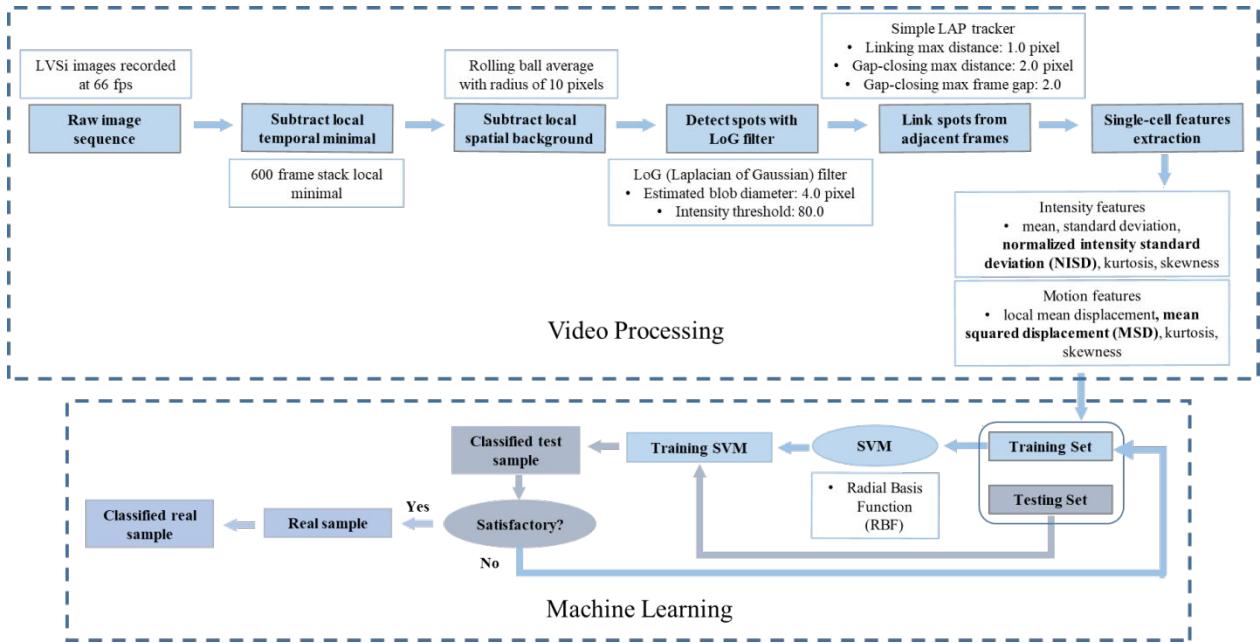 LVSi images recorded
at 66 fps
Raw image
sequence
Subtract local
temporal minimal
600 frame stack local
minimal
Rolling ball average
with radius of 10 pixels
Subtract local
spatial background
Detect spots with
LoG filter
LoG (Laplacian of Gaussian) filter
• Estimated blob diameter: 4.0 pixel
• Intensity threshold: 80.0
Simple LAP tracker
• Linking max distance: 1.0 pixel
• Gap-closing max distance: 2.0 pixel
• Gap-closing max frame gap: 2.0
Link spots from
adjacent frames
Single-cell features
extraction
Intensity features
• mean, standard deviation,
normalized intensity standard
deviation (NISD), kurtosis, skewness
Motion features
• local mean displacement, mean
squared displacement (MSD), kurtosis,
skewness
Video Processing
Training Set
Testing Set
SVM
• Radial Basis
Function
(RBF)
Training SVM
Classified test
sample
Satisfactory?
Yes
No
Real sample
Classified real
sample
Machine Learning